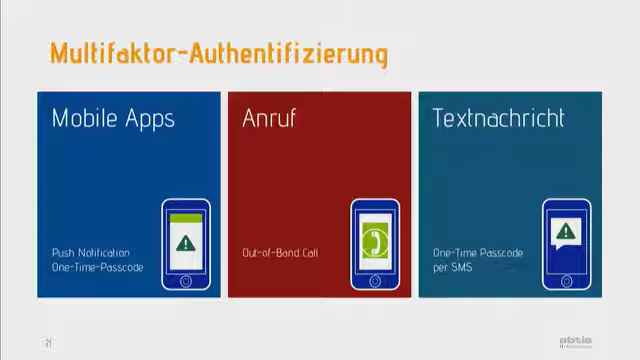 Multifaktor-Authentifizierung
Mobile Apps
Push Notification
One-Time-Passcode
Anruf
Out-of-Band Call
Textnachricht
One-Time Passcode
per SMS
21
abtis